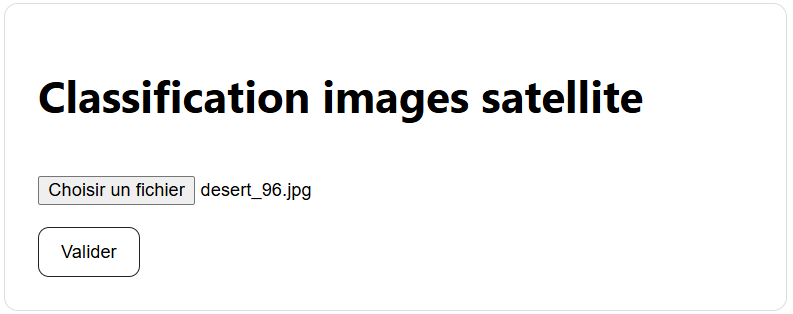 Classification images satellite
Choisir un fichier desert_96.jpg
Valider